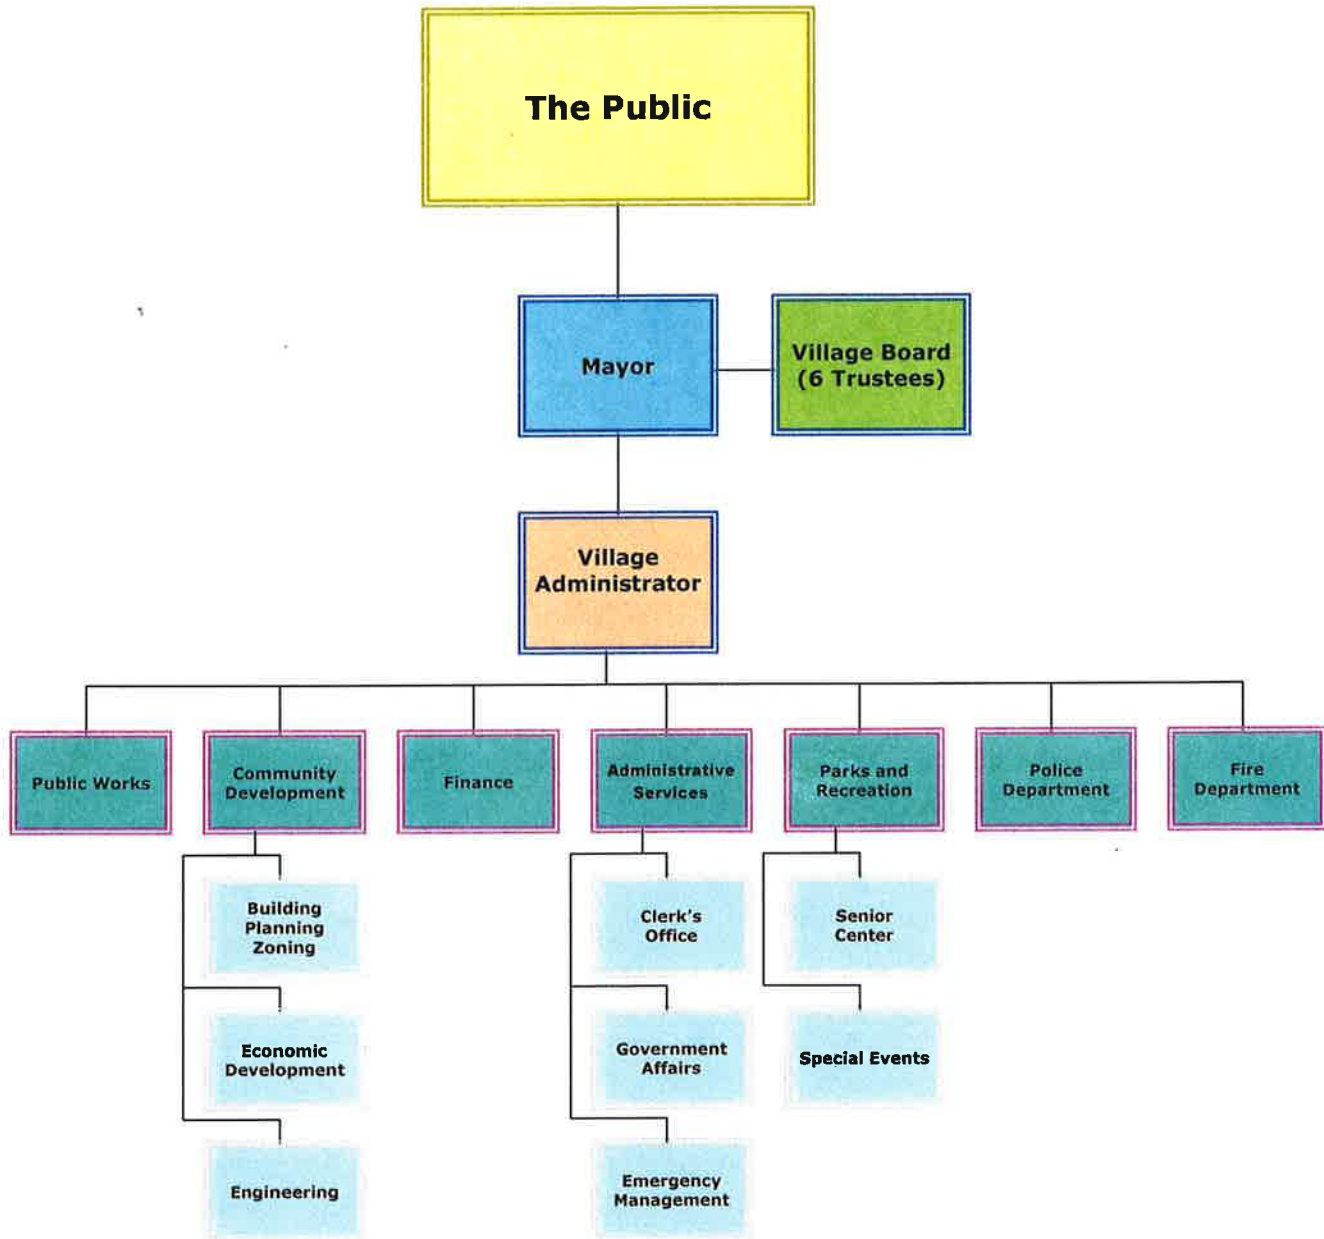 The Public
Mayor
Village Board
(6 Trustees)
Village
Administrator
Public Works
Community
Development
Finance
Administrative
Services
Parks and
Recreation
Police
Department
Fire
Department
Building
Planning
Zoning
Clerk's
Office
Senior
Center
Economic
Development
Government
Affairs
Special Events
Engineering
Emergency
Management